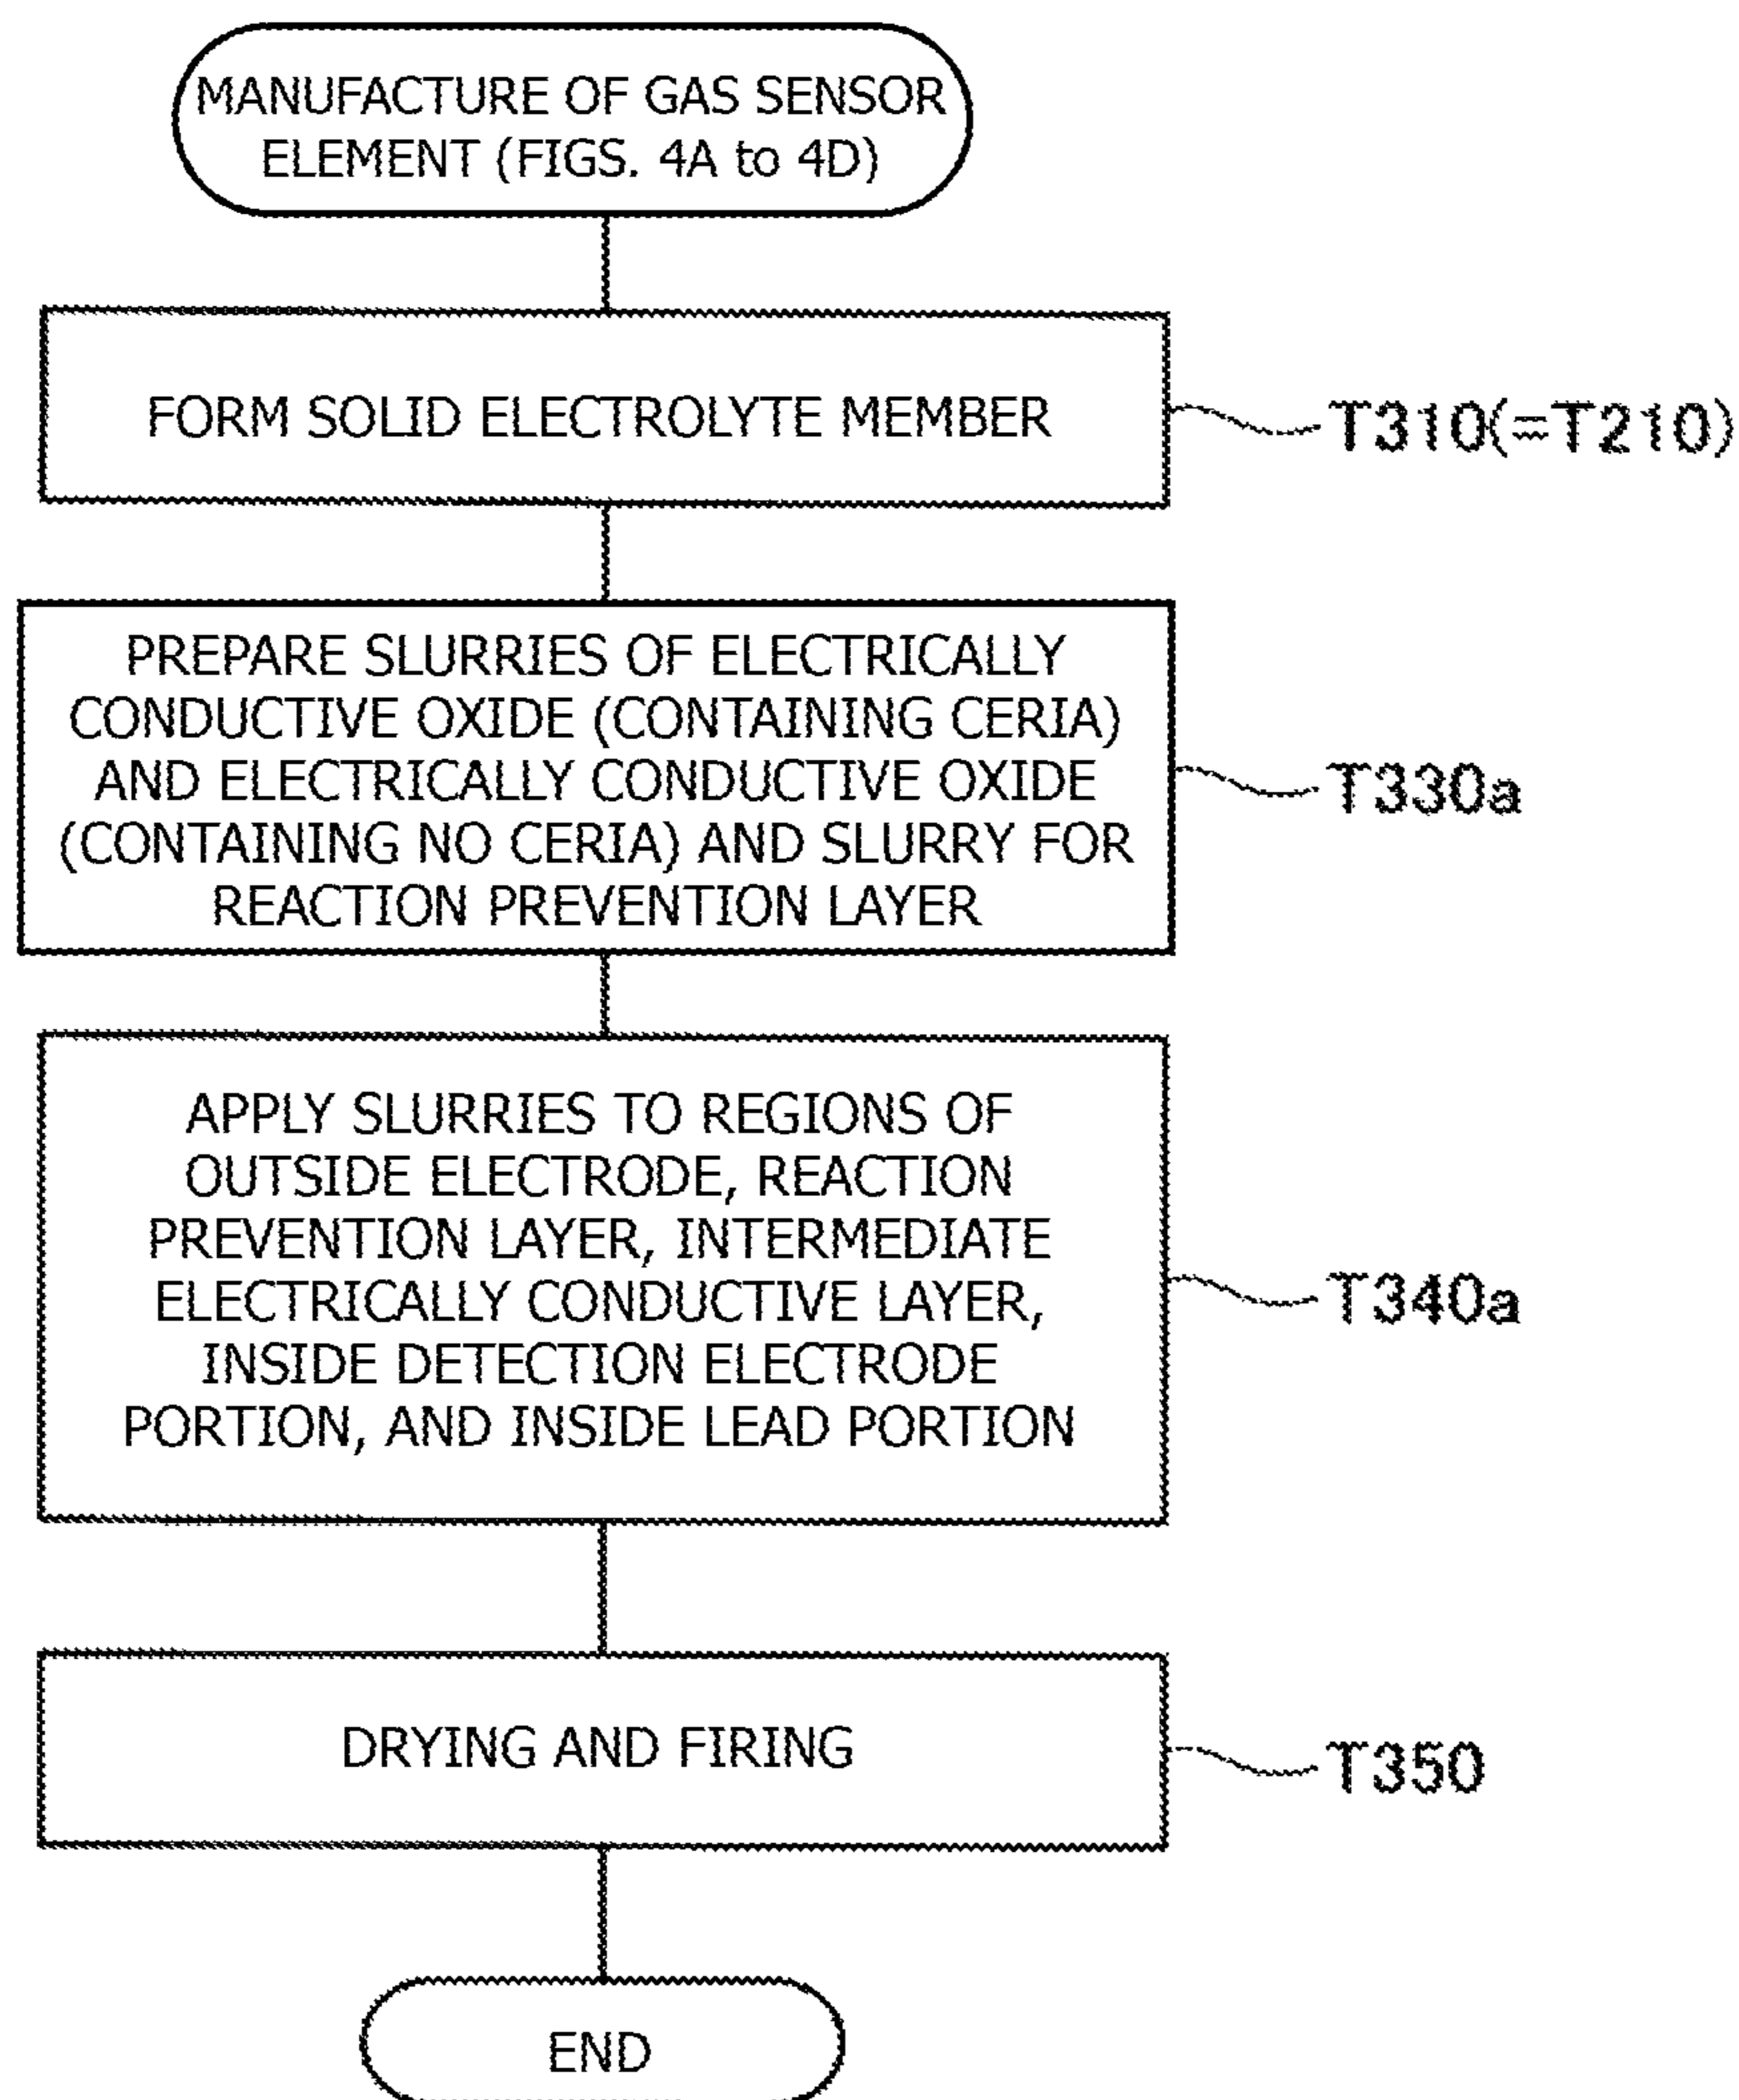 MANUFACTURE OF GAS SENSOR
ELEMENT (FIGS. 4A to 4D)
FORM SOLID ELECTROLYTE MEMBER
T310(=T210)
PREPARE SLURRIES OF ELECTRICALLY
CONDUCTIVE OXIDE (CONTAINING CERIA)
AND ELECTRICALLY CONDUCTIVE OXIDE
(CONTAINING NO CERIA) AND SLURRY FOR
REACTION PREVENTION LAYER
T330a
APPLY SLURRIES TO REGIONS OF
OUTSIDE ELECTRODE, REACTION
PREVENTION LAYER, INTERMEDIATE
ELECTRICALLY CONDUCTIVE LAYER,
INSIDE DETECTION ELECTRODE
PORTION, AND INSIDE LEAD PORTION
T340a
DRYING AND FIRING
T350
END